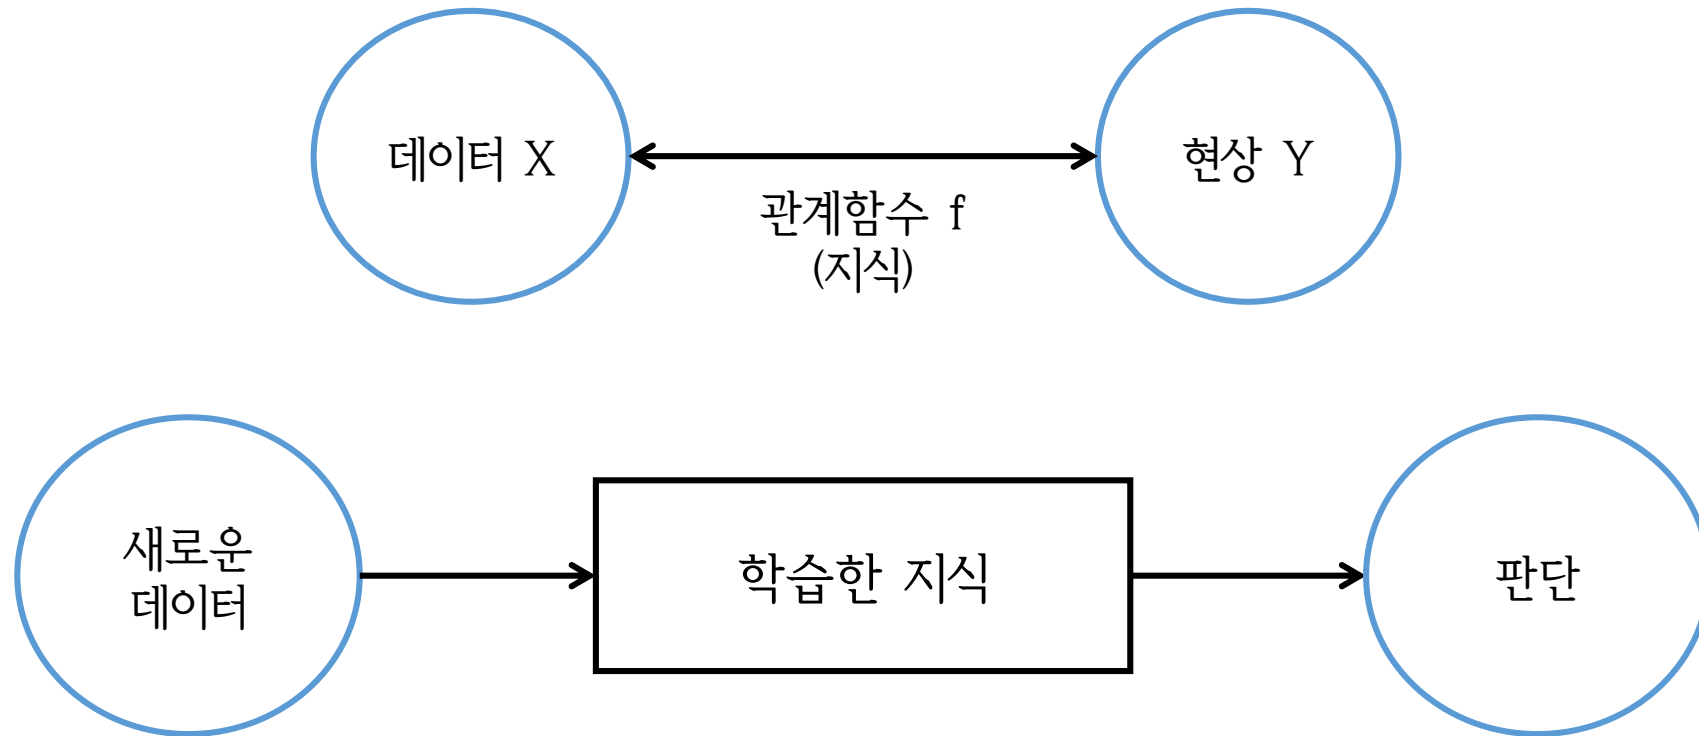 데이터 X
현상 Y
관계함수 f
(지식)
새로운
데이터
학습한 지식
판단